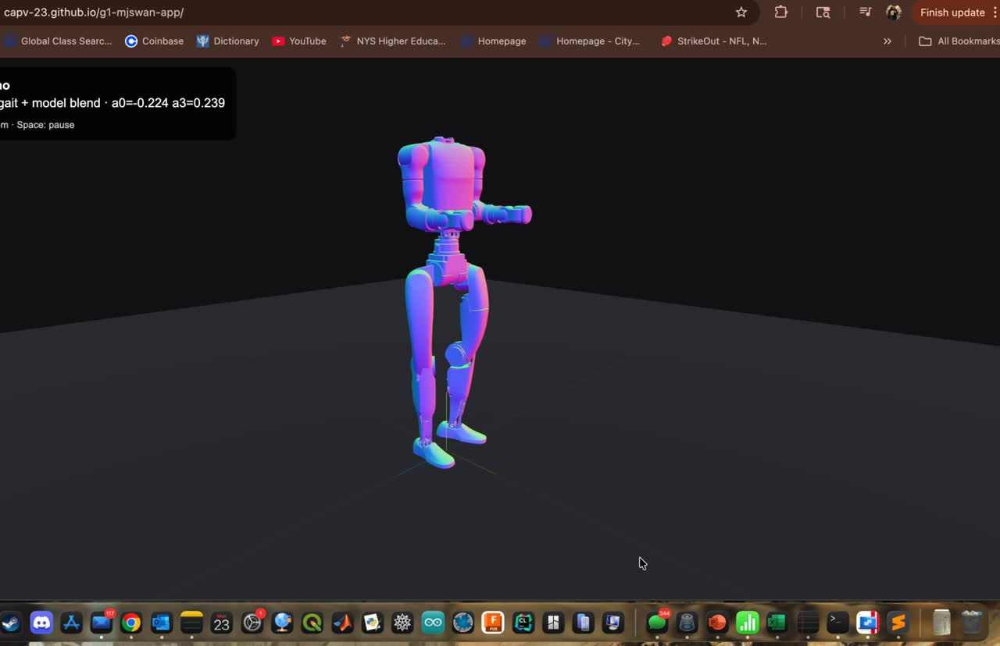 capv-23.github.io/g1-mjswan-app/
Finish update
Global Class Searc...
Coinbase
Dictionary
YouTube
NYS Higher Educa...
Homepage
Homepage - City...
StrikeOut - NFL, N...
»
All Bookmarks
no
gait + model blend · a0=-0.224 a3=0.239
m · Space: pause
117
23
1
F
FUS
CL
344
>_